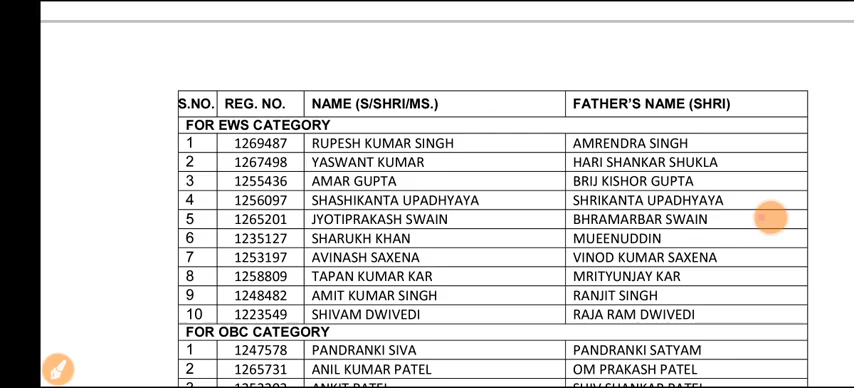 S.NO. REG. NO. NAME (S/SHRI/MS.) FATHER'S NAME (SHRI)
FOR EWS CATEGORY
1 1269487 RUPESH KUMAR SINGH AMRENDRA SINGH
2 1267498 YASWANT KUMAR HARI SHANKAR SHUKLA
3 1255436 AMAR GUPTA BRIJ KISHOR GUPTA
4 1256097 SHASHIKANTA UPADHYAYA SHRIKANTA UPADHYAYA
5 1265201 JYOTIPRAKASH SWAIN BHRAMARBAR SWAIN
6 1235127 SHARUKH KHAN MUEENUDDIN
7 1253197 AVINASH SAXENA VINOD KUMAR SAXENA
8 1258809 TAPAN KUMAR KAR MRITYUNJAY KAR
9 1248482 AMIT KUMAR SINGH RANJIT SINGH
10 1223549 SHIVAM DWIVEDI RAJA RAM DWIVEDI
FOR OBC CATEGORY
1 1247578 PANDRANKI SIVA PANDRANKI SATYAM
2 1265731 ANIL KUMAR PATEL OM PRAKASH PATEL
ANKIT PATEL SHIV SHANKAR PATEL